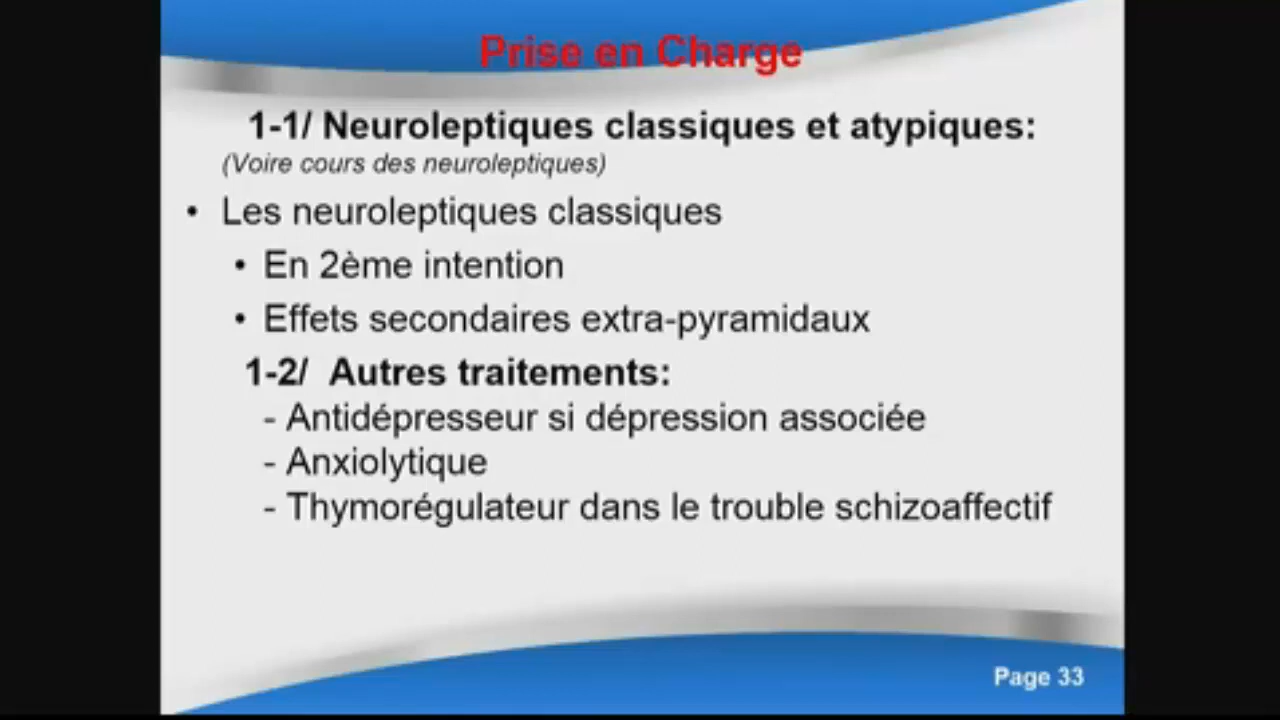 Prise en Charge
1-1/ Neuroleptiques classiques et atypiques:
(Voire cours des neuroleptiques)
• Les neuroleptiques classiques
• En 2ème intention
• Effets secondaires extra-pyramidaux
1-2/ Autres traitements:
- Antidépresseur si dépression associée
- Anxiolytique
- Thymorégulateur dans le trouble schizoaffectif
Page 33